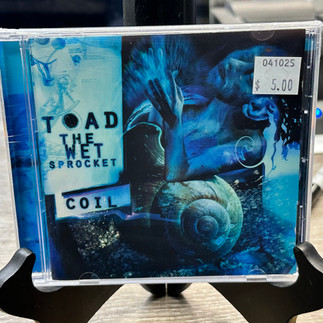 TOAD
THE
WET
SPROCKET
COIL
041025
$ 5.00